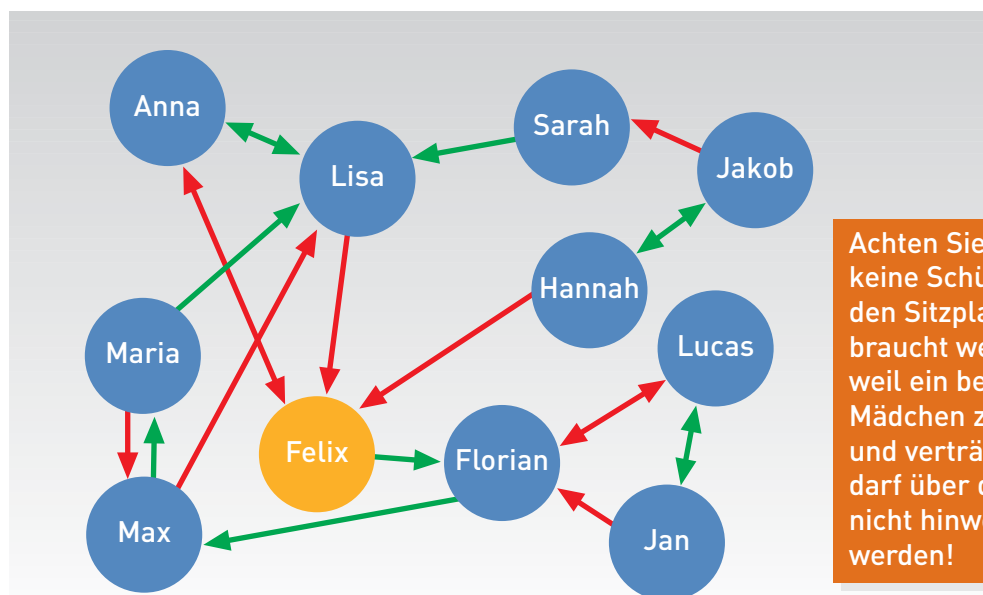 Anna
Sarah
Jakob
Lisa
Hannah
Lucas
Maria
Felix
Florian
Max
Jan
Achten Sie
keine Schü
den Sitzpla
braucht we
weil ein be
Mädchen z
und verträ
darf über d
nicht hinwe
werden!